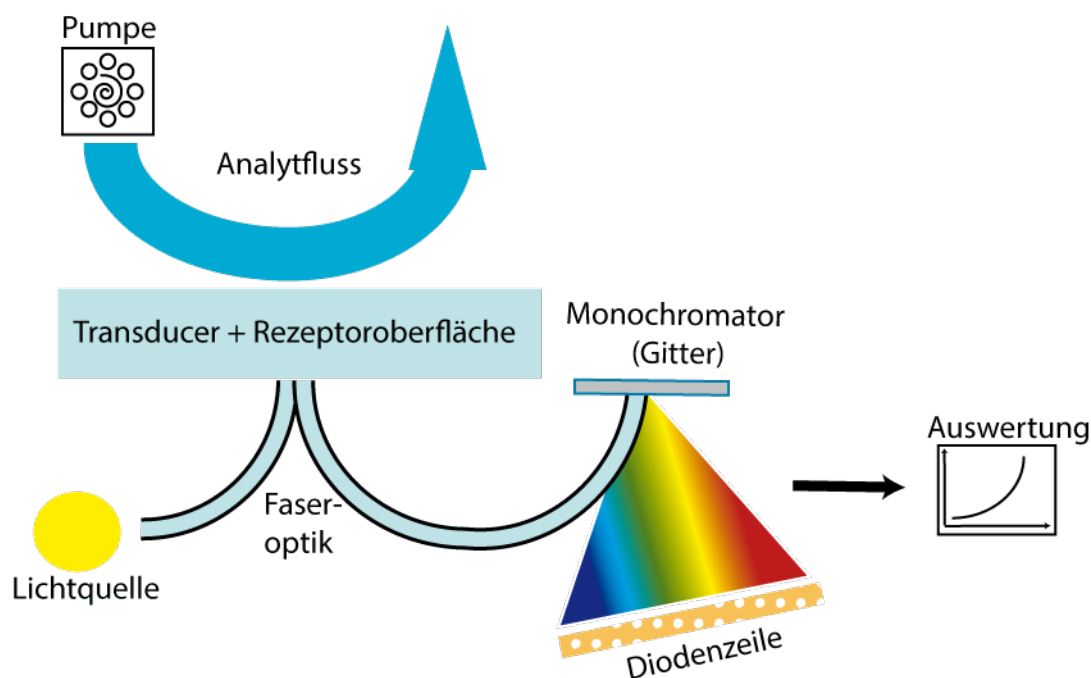 Pumpe
Analytfluss
Transducer + Rezeptoroberfläche
Monochromator
(Gitter)
Auswertung
Faser-
optik
Lichtquelle
Diodenzeile